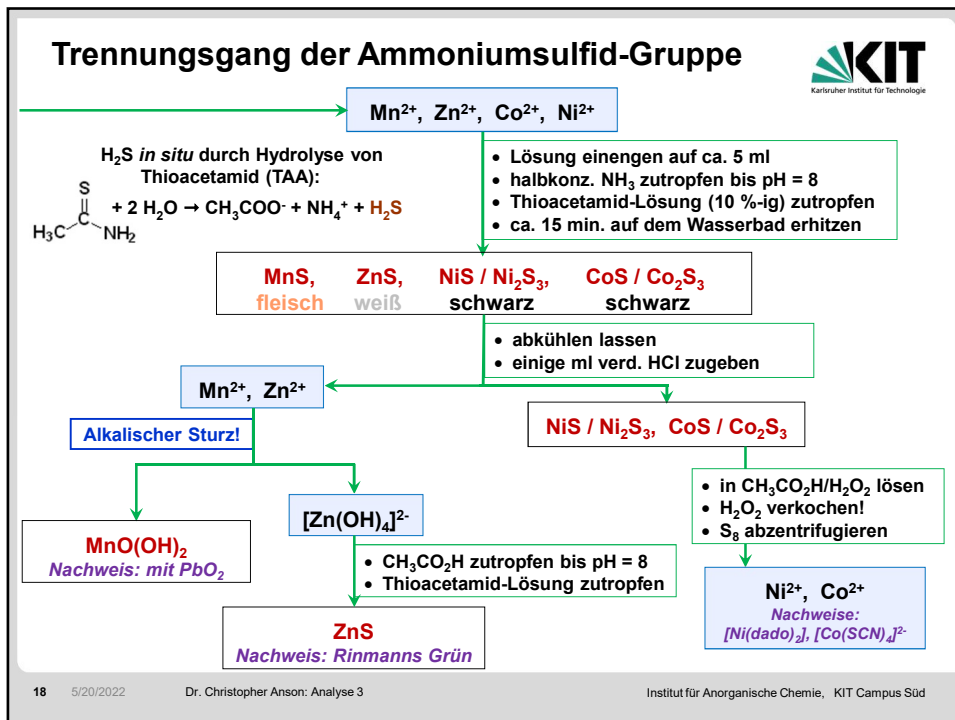 Trennungsgang der Ammoniumsulfid-Gruppe
KIT
Karlsruher Institut für Technologie
Mn²⁺, Zn²⁺, Co²⁺, Ni²⁺
H₂S in situ durch Hydrolyse von
Thioacetamid (TAA):
S
H₃C
NH₂
+ 2 H₂O → CH₃COO⁻ + NH₄⁺ + H₂S
• Lösung einengen auf ca. 5 ml
• halbkonz. NH₃ zutropfen bis pH = 8
• Thioacetamid-Lösung (10 %-ig) zutropfen
• ca. 15 min. auf dem Wasserbad erhitzen
MnS, ZnS, NiS / Ni₂S₃, CoS / Co₂S₃
fleisch weiß schwarz schwarz
• abkühlen lassen
• einige ml verd. HCl zugeben
Mn²⁺, Zn²⁺
NiS / Ni₂S₃, CoS / Co₂S₃
Alkalischer Sturz!
• in CH₃CO₂H/H₂O₂ lösen
• H₂O₂ verkochen!
• S₈ abzentrifugieren
[Zn(OH)₄]²⁻
MnO(OH)₂
Nachweis: mit PbO₂
• CH₃CO₂H zutropfen bis pH = 8
• Thioacetamid-Lösung zutropfen
Ni²⁺, Co²⁺
Nachweise:
[Ni(dado)₂], [Co(SCN)₄]²⁻
ZnS
Nachweis: Rinmanns Grün
18 5/20/2022 Dr. Christopher Anson: Analyse 3 Institut für Anorganische Chemie, KIT Campus Süd